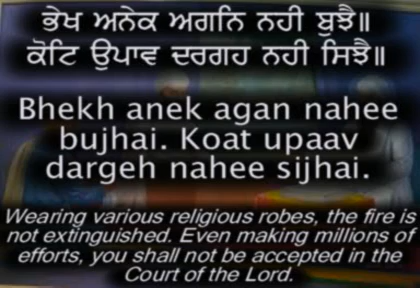 ਭੇਖ ਅਨੇਕ ਅਗਨਿ ਨਹੀ ਬੁਝੈ॥
ਕੋਟਿ ਉਪਾਵ ਦਰਗਹ ਨਹੀ ਸਿਝੈ॥
Bhekh anek agan nahee
bujhai. Koat upaav
dargeh nahee sijhai.
Wearing various religious robes, the fire is
not extinguished. Even making millions of
efforts, you shall not be accepted in the
Court of the Lord.